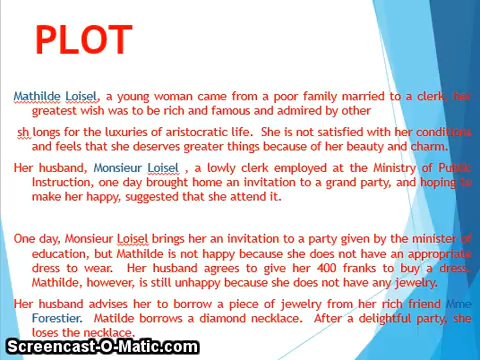 PLOT
Mathilde Loisel, a young woman came from a poor family married to a clerk, her
greatest wish was to be rich and famous and admired by other
sh longs for the luxuries of aristocratic life. She is not satisfied with her conditions
and feels that she deserves greater things because of her beauty and charm.
Her husband, Monsieur Loisel , a lowly clerk employed at the Ministry of Public
Instruction, one day brought home an invitation to a grand party, and hoping to
make her happy, suggested that she attend it.
One day, Monsieur Loisel brings her an invitation to a party given by the minister of
education, but Mathilde is not happy because she does not have an appropriate
dress to wear. Her husband agrees to give her 400 franks to buy a dress.
Mathilde, however, is still unhappy because she does not have any jewelry.
Her husband advises her to borrow a piece of jewelry from her rich friend Mme
Forestier. Matilde borrows a diamond necklace. After a delightful party, she
loses the necklace.
Screencast-O-Matic.com